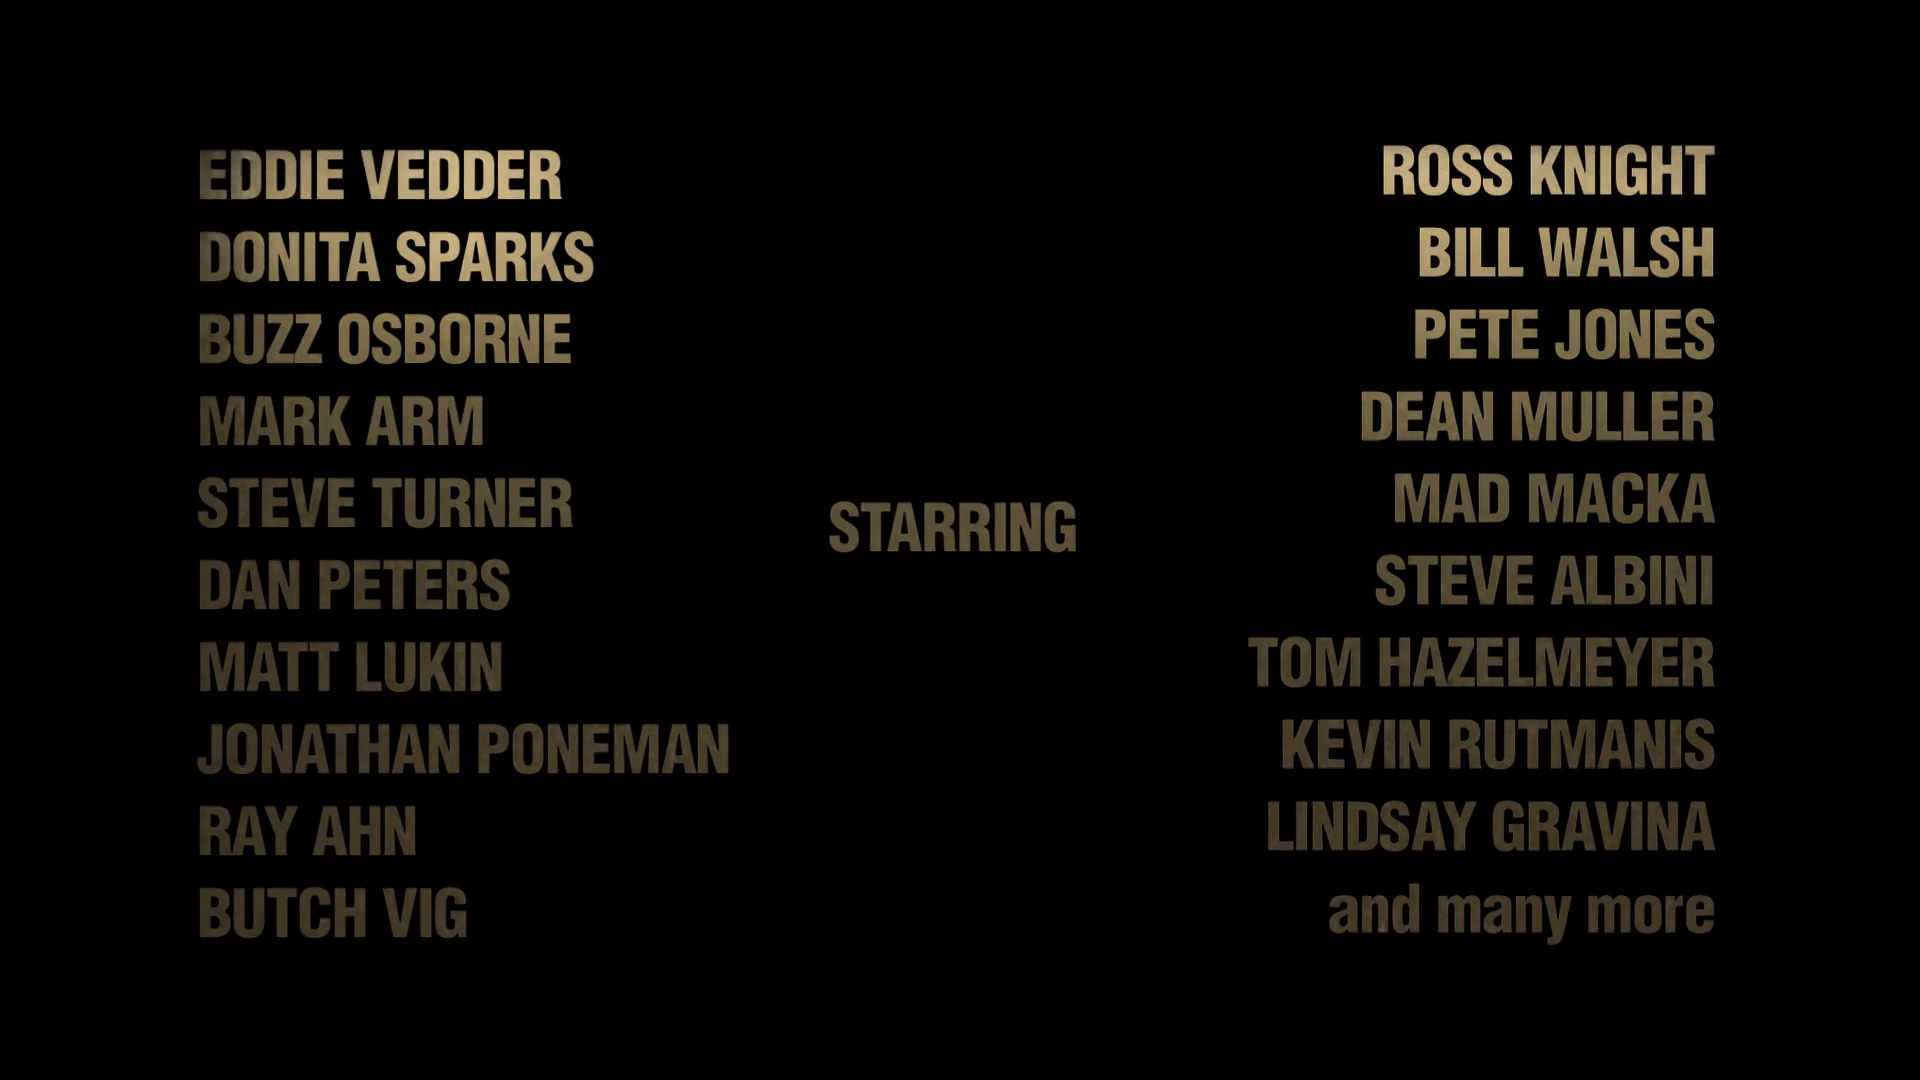 EDDIE VEDDER
DONITA SPARKS
BUZZ OSBORNE
MARK ARM
STEVE TURNER
DAN PETERS
MATT LUKIN
JONATHAN PONEMAN
RAY AHN
BUTCH VIG
STARRING
ROSS KNIGHT
BILL WALSH
PETE JONES
DEAN MULLER
MAD MACKA
STEVE ALBINI
TOM HAZELMEYER
KEVIN RUTMANIS
LINDSAY GRAVINA
and many more